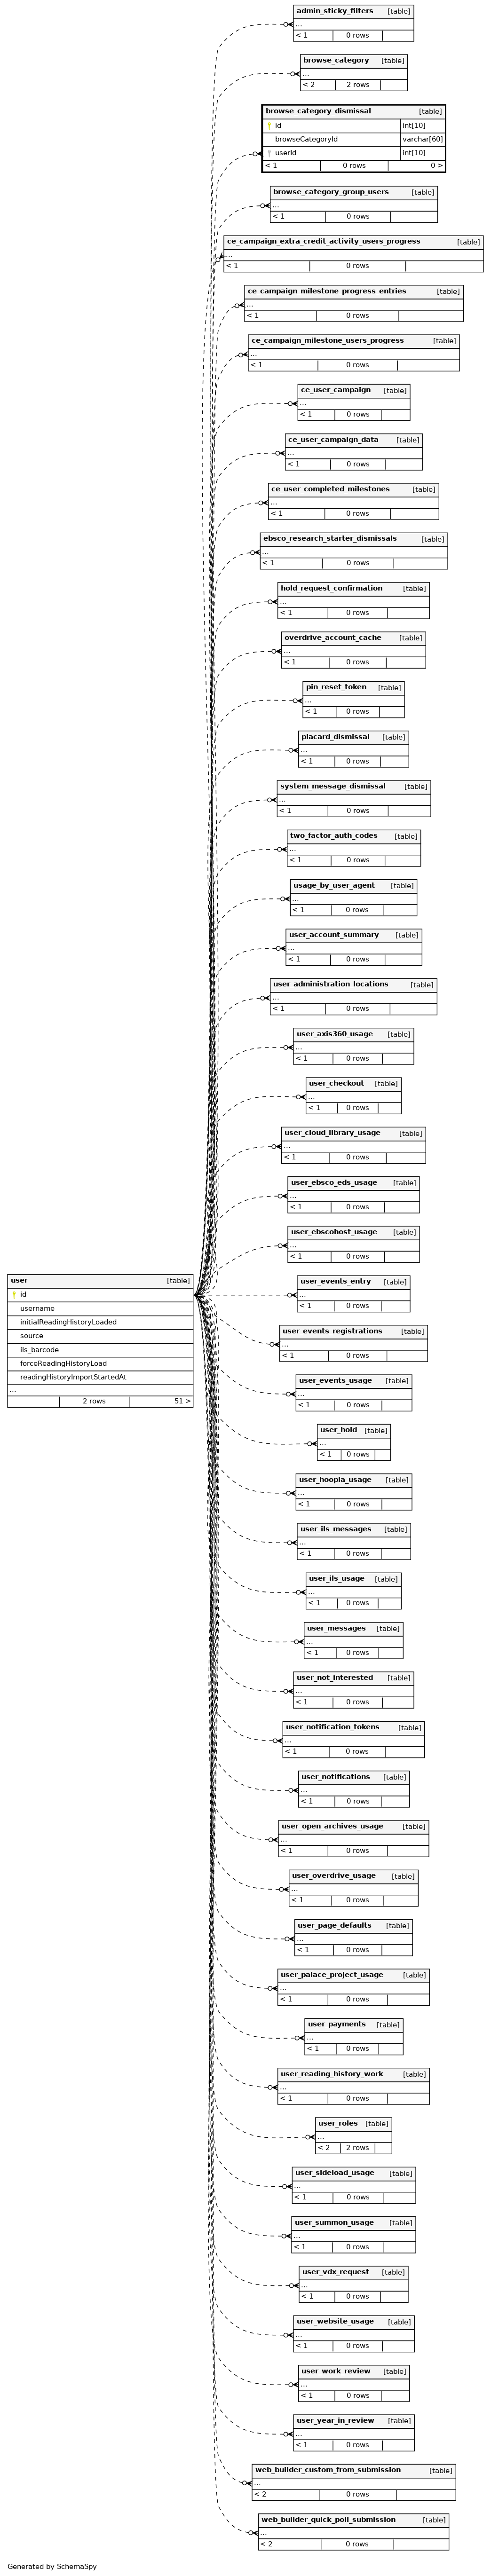 admin_sticky_filters [table]
...
< 1 0 rows
browse_category [table]
...
< 2 2 rows
browse_category_dismissal [table]
id int[10]
browseCategoryId varchar[60]
userId int[10]
< 1 0 rows 0 >
browse_category_group_users [table]
...
< 1 0 rows
ce_campaign_extra_credit_activity_users_progress [table]
...
< 1 0 rows
ce_campaign_milestone_progress_entries [table]
...
< 1 0 rows
ce_campaign_milestone_users_progress [table]
...
< 1 0 rows
ce_user_campaign [table]
...
< 1 0 rows
ce_user_campaign_data [table]
...
< 1 0 rows
ce_user_completed_milestones [table]
...
< 1 0 rows
ebsco_research_starter_dismissals [table]
...
< 1 0 rows
hold_request_confirmation [table]
...
< 1 0 rows
overdrive_account_cache [table]
...
< 1 0 rows
pin_reset_token [table]
...
< 1 0 rows
placard_dismissal [table]
...
< 1 0 rows
system_message_dismissal [table]
...
< 1 0 rows
two_factor_auth_codes [table]
...
< 1 0 rows
usage_by_user_agent [table]
...
< 1 0 rows
user_account_summary [table]
...
< 1 0 rows
user_administration_locations [table]
...
< 1 0 rows
user_axis360_usage [table]
...
< 1 0 rows
user_checkout [table]
...
< 1 0 rows
user_cloud_library_usage [table]
...
< 1 0 rows
user_ebsco_eds_usage [table]
...
< 1 0 rows
user_ebscohost_usage [table]
...
< 1 0 rows
user [table]
id
username
initialReadingHistoryLoaded
source
ils_barcode
forceReadingHistoryLoad
readingHistoryImportStartedAt
...
2 rows 51 >
user_events_entry [table]
...
< 1 0 rows
user_events_registrations [table]
...
< 1 0 rows
user_events_usage [table]
...
< 1 0 rows
user_hold [table]
...
< 1 0 rows
user_hoopla_usage [table]
...
< 1 0 rows
user_ils_messages [table]
...
< 1 0 rows
user_ils_usage [table]
...
< 1 0 rows
user_messages [table]
...
< 1 0 rows
user_not_interested [table]
...
< 1 0 rows
user_notification_tokens [table]
...
< 1 0 rows
user_notifications [table]
...
< 1 0 rows
user_open_archives_usage [table]
...
< 1 0 rows
user_overdrive_usage [table]
...
< 1 0 rows
user_page_defaults [table]
...
< 1 0 rows
user_palace_project_usage [table]
...
< 1 0 rows
user_payments [table]
...
< 1 0 rows
user_reading_history_work [table]
...
< 1 0 rows
user_roles [table]
...
< 2 2 rows
user_sideload_usage [table]
...
< 1 0 rows
user_summon_usage [table]
...
< 1 0 rows
user_vdx_request [table]
...
< 1 0 rows
user_website_usage [table]
...
< 1 0 rows
user_work_review [table]
...
< 1 0 rows
user_year_in_review [table]
...
< 1 0 rows
web_builder_custom_from_submission [table]
...
< 2 0 rows
web_builder_quick_poll_submission [table]
...
< 2 0 rows
Generated by SchemaSpy